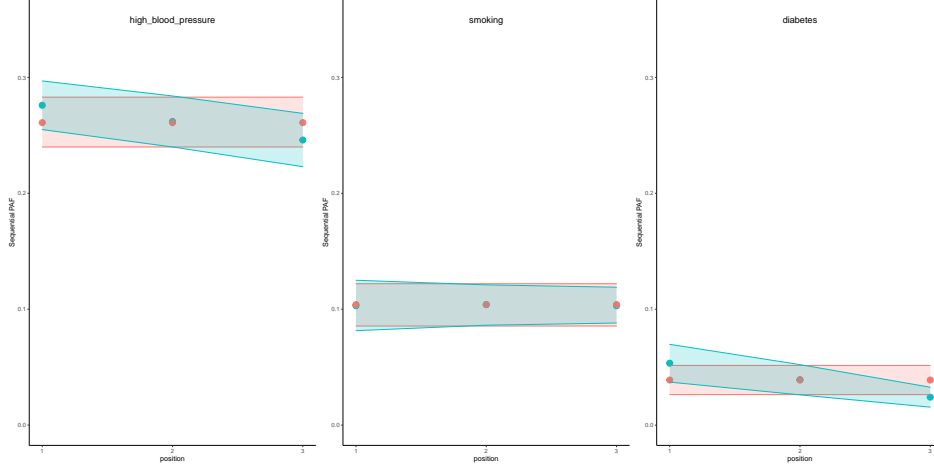 high_blood_pressure
smoking
diabetes
0.3
0.2
0.1
0.0
Sequential PAF
1
2
3
position
0.3
0.2
0.1
0.0
Sequential PAF
1
2
3
position
0.3
0.2
0.1
0.0
Sequential PAF
1
2
3
position